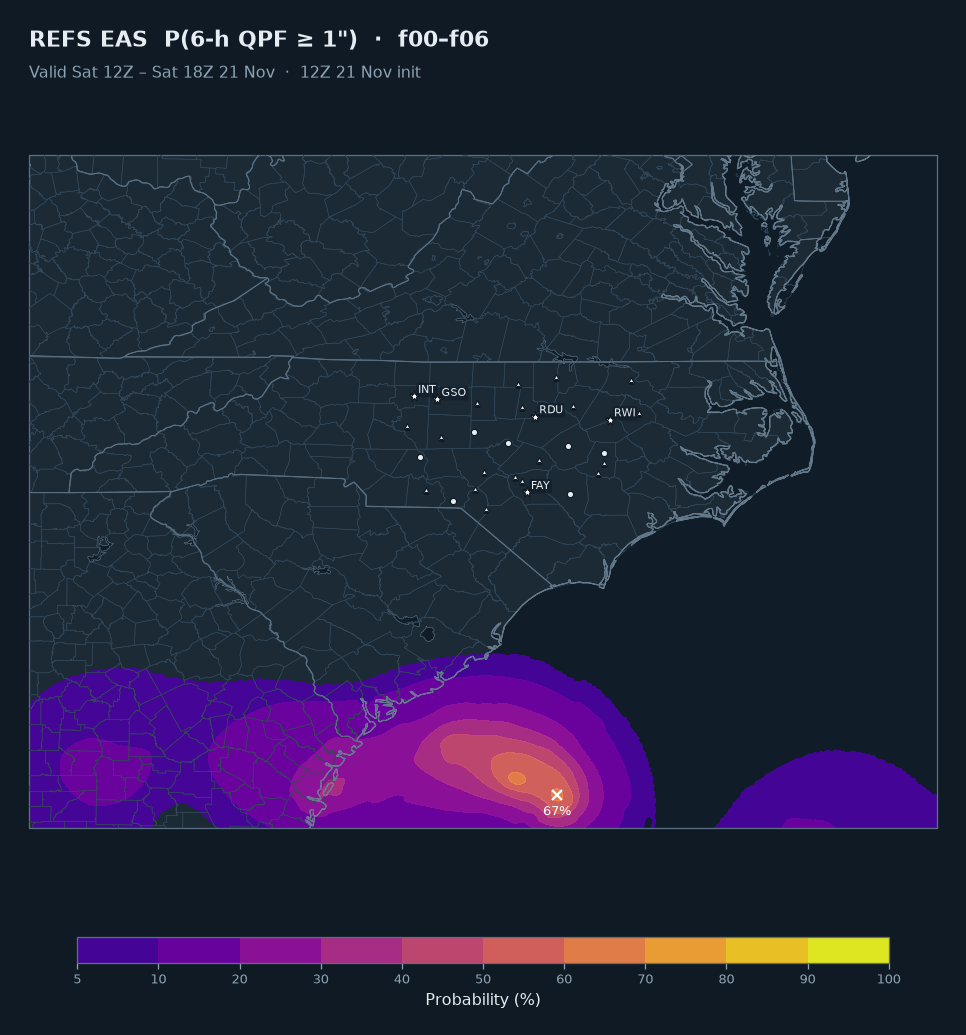 REFS EAS P(6-h QPF ≥ 1") · f00–f06
Valid Sat 12Z – Sat 18Z 21 Nov · 12Z 21 Nov init
INT
GSO
RDU
RWI
FAY
67%
5 10 20 30 40 50 60 70 80 90 100
Probability (%)